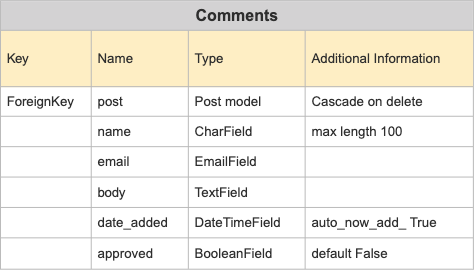 Comments
Key Name Type Additional Information
ForeignKey post Post model Cascade on delete
name CharField max length 100
email EmailField
body TextField
date_added DateTimeField auto_now_add_ True
approved BooleanField default False